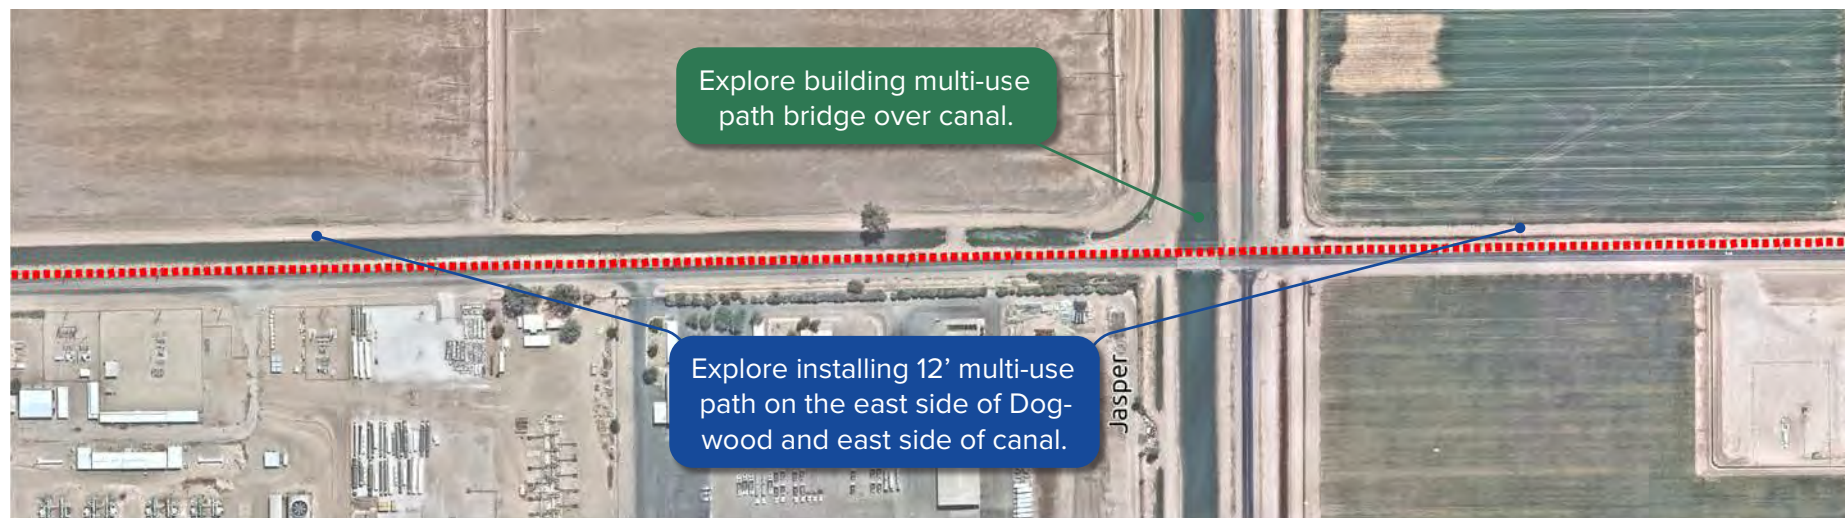 Explore building multi-use
path bridge over canal.
Explore installing 12’ multi-use
path on the east side of Dog-
wood and east side of canal.
Jasper